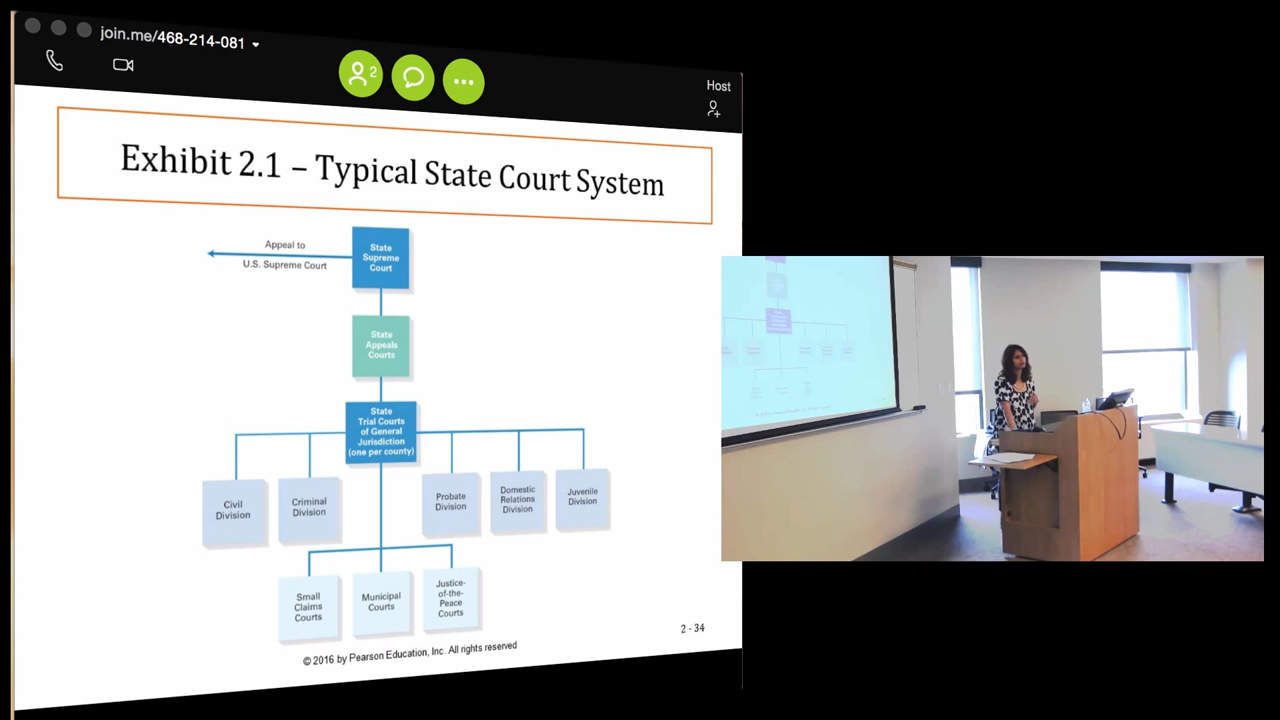 join.me/468-214-081
2
Host
Exhibit 2.1 – Typical State Court System
Appeal to
U.S. Supreme Court
State
Supreme
Court
State
Appeals
Courts
State
Trial Courts
of General
Jurisdiction
(one per county)
Civil
Division
Criminal
Division
Probate
Division
Domestic
Relations
Division
Juvenile
Division
Small
Claims
Courts
Municipal
Courts
Justice-
of-the-
Peace
Courts
2 - 34
© 2016 by Pearson Education, Inc. All rights reserved